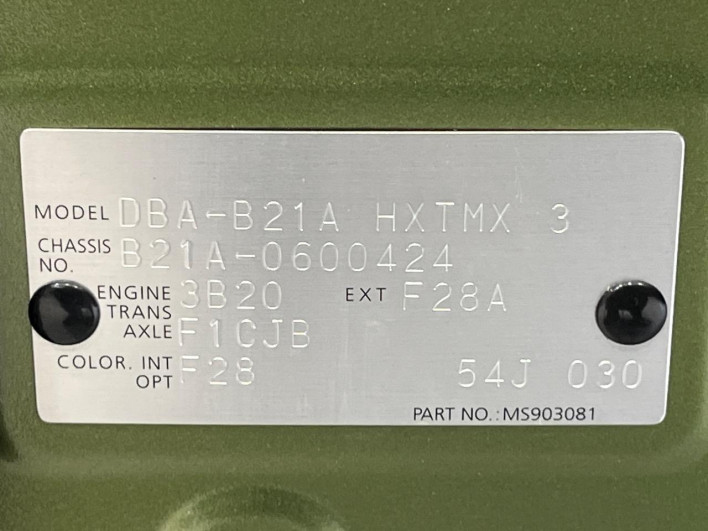 MODEL DBA-B21A HXTMX 3
CHASSIS NO. B21A-0600424
ENGINE 3B20 EXT F28A
TRANS AXLE F1CJB
COLOR. INT OPT F28 54J 030
PART NO.:MS903081